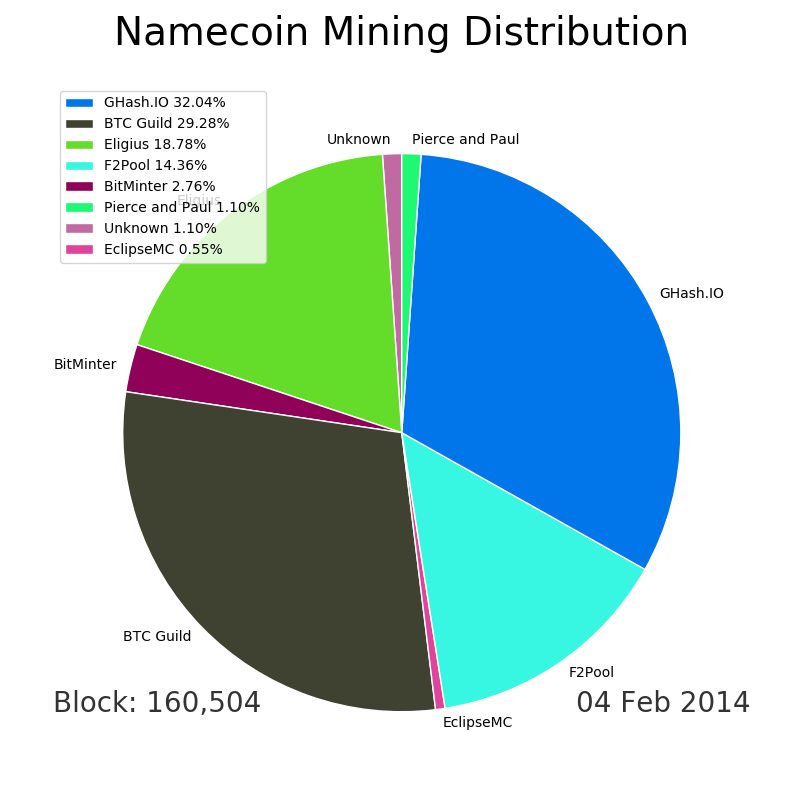 Namecoin Mining Distribution
GHash.IO 32.04%
BTC Guild 29.28%
Eligius 18.78%
F2Pool 14.36%
BitMinter 2.76%
Pierce and Paul 1.10%
Unknown 1.10%
EclipseMC 0.55%
Unknown
Pierce and Paul
Eligius
GHash.IO
BitMinter
BTC Guild
F2Pool
EclipseMC
Block: 160,504
04 Feb 2014